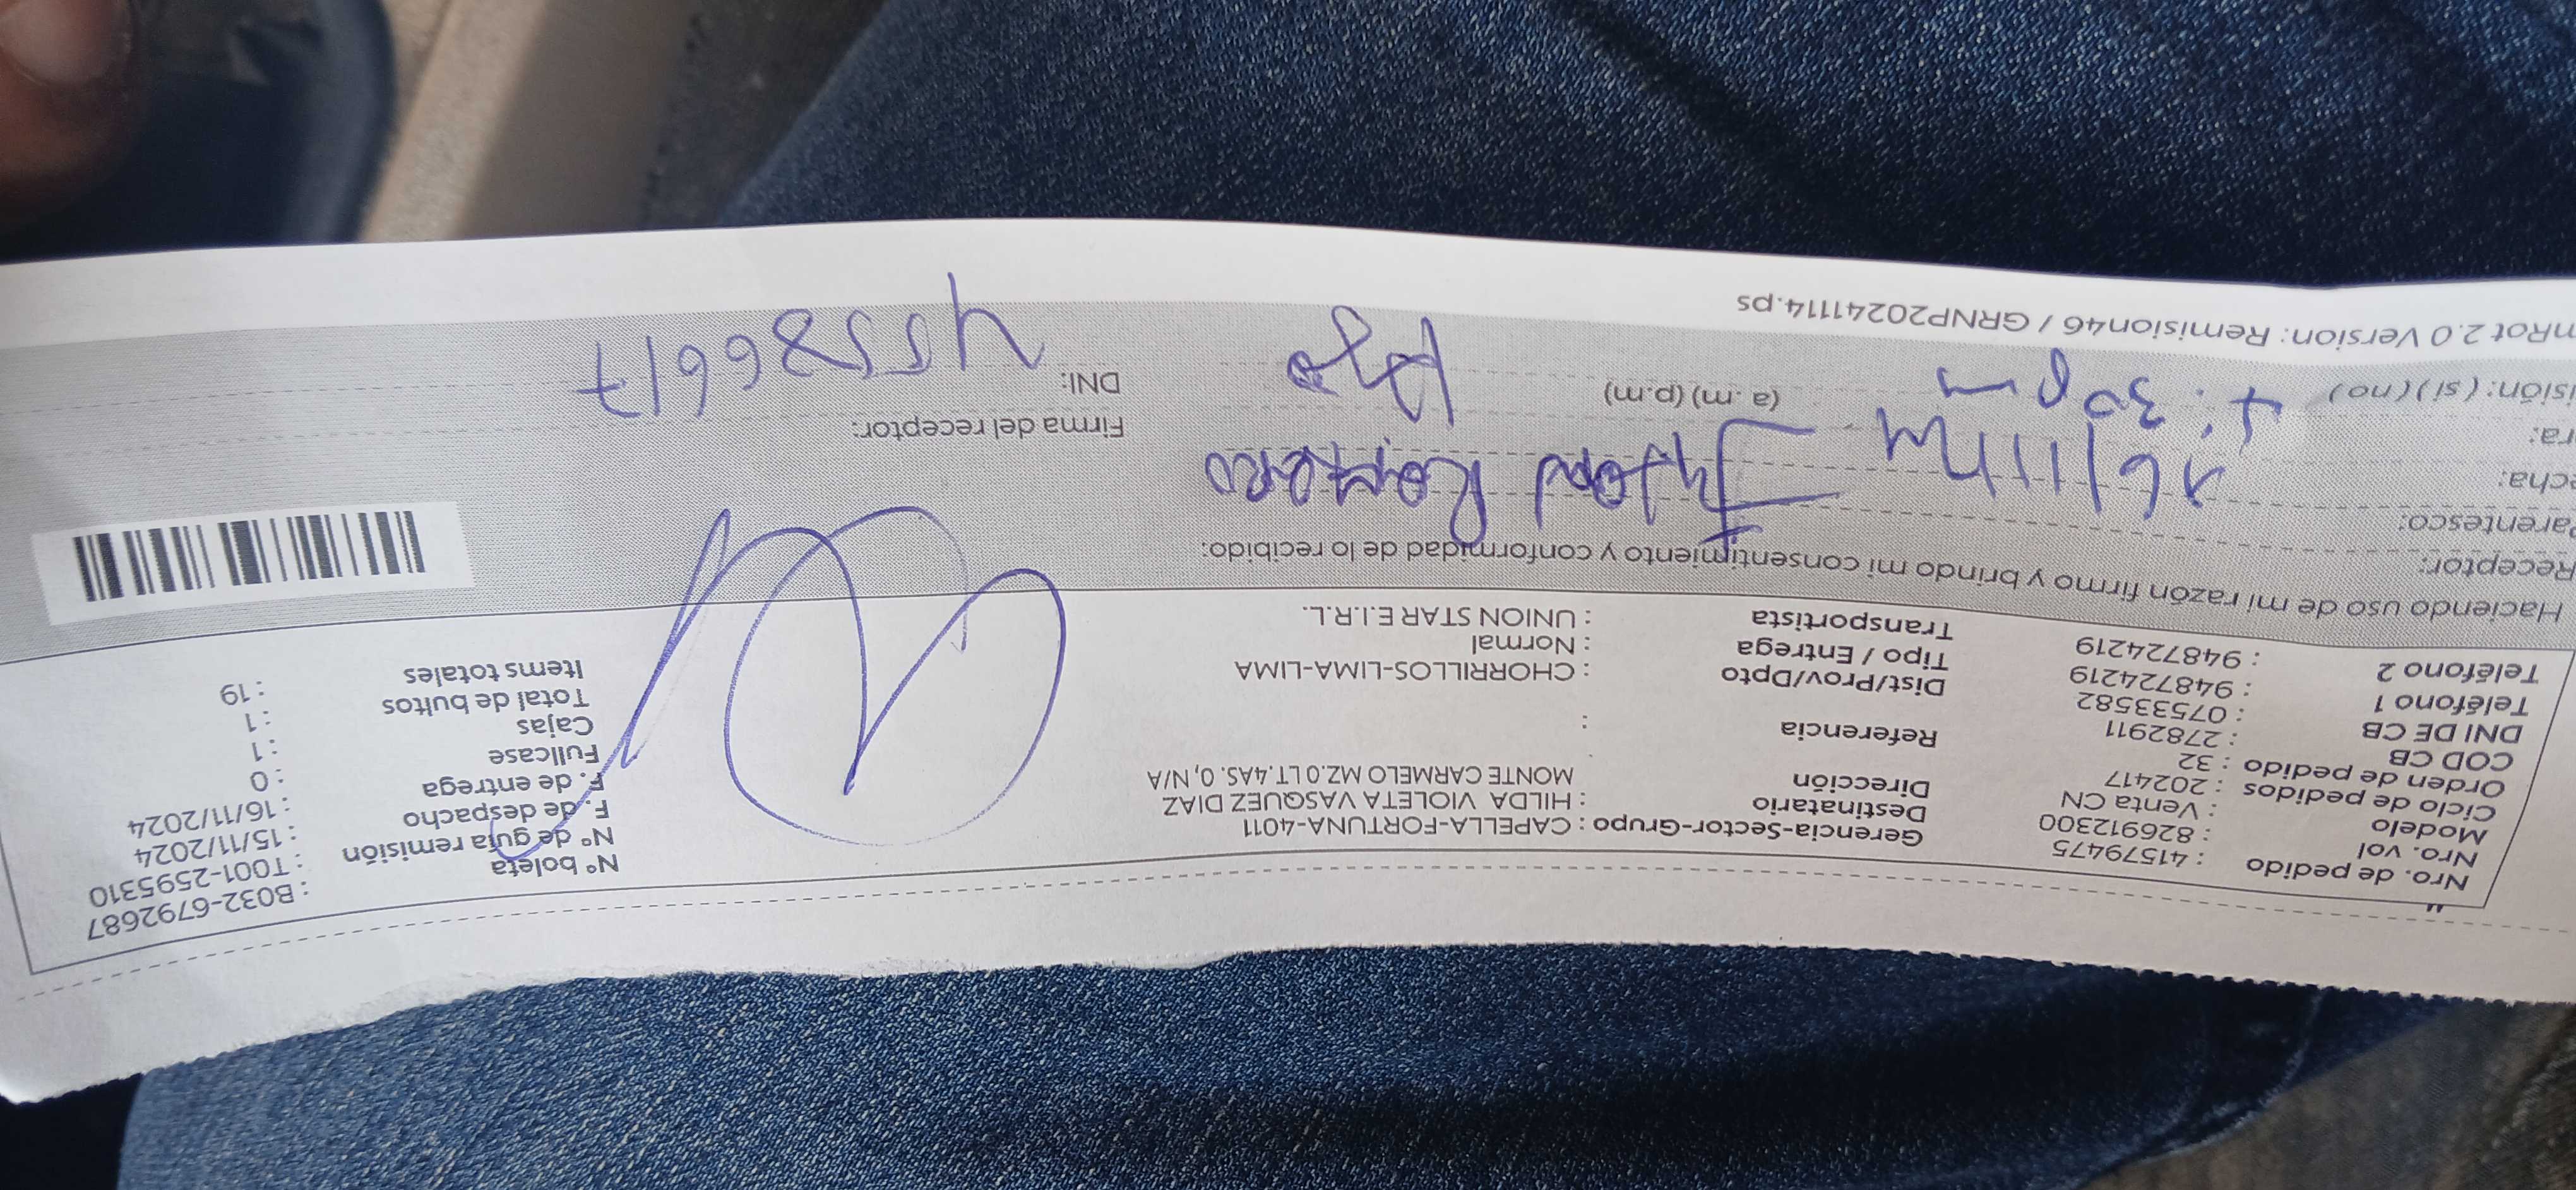 Nro. de pedido : 41579475
Nro. vol : 826912300
Modelo : Venta CN
Ciclo de pedidos : 202417
Orden de pedido : 32
COD CB : 2782911
DNI DE CB : 07533582
Teléfono 1 : 948724219
Teléfono 2 : 948724219
Gerencia-Sector-Grupo : CAPELLA-FORTUNA-4011
Destinatario : HILDA VIOLETA VASQUEZ DIAZ
Dirección MONTE CARMELO MZ.0 LT.4AS. 0, N/A
Referencia :
Dist/Prov/Dpto : CHORRILLOS-LIMA-LIMA
Tipo / Entrega : Normal
Transportista : UNION STAR E.I.R.L.
N° boleta : B032-6792687
N° de guía remisión : T001-2595310
F. de despacho : 15/11/2024
F. de entrega : 16/11/2024
Fullcase : 0
Cajas : 1
Total de bultos : 1
Items totales : 19
Haciendo uso de mi razón firmo y brindo mi consentimiento y conformidad de lo recibido:
Receptor:
Parentesco:
echa: 16/11/24
ra: : 30 pm (a .m) (p.m)
isión: ( si ) ( no )
Firma del receptor:
DNI: 45586617
nRot 2.0 Version: Remision46 / GRNP20241114.ps